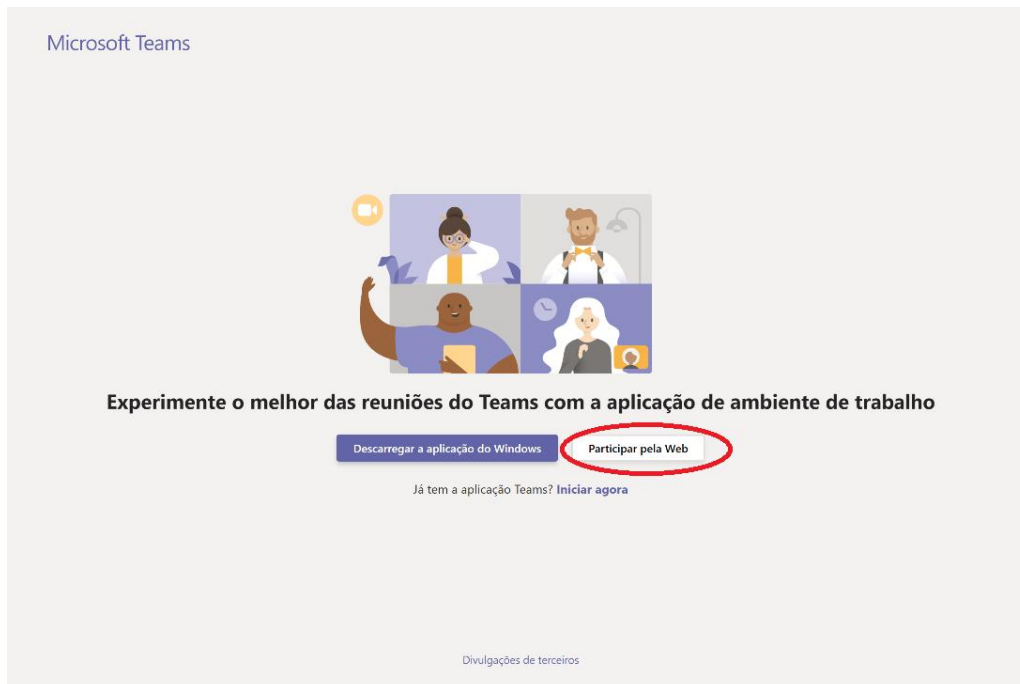 Microsoft Teams
Experimente o melhor das reuniões do Teams com a aplicação de ambiente de trabalho
Descarregar a aplicação do Windows
Participar pela Web
Já tem a aplicação Teams? Iniciar agora
Divulgações de terceiros